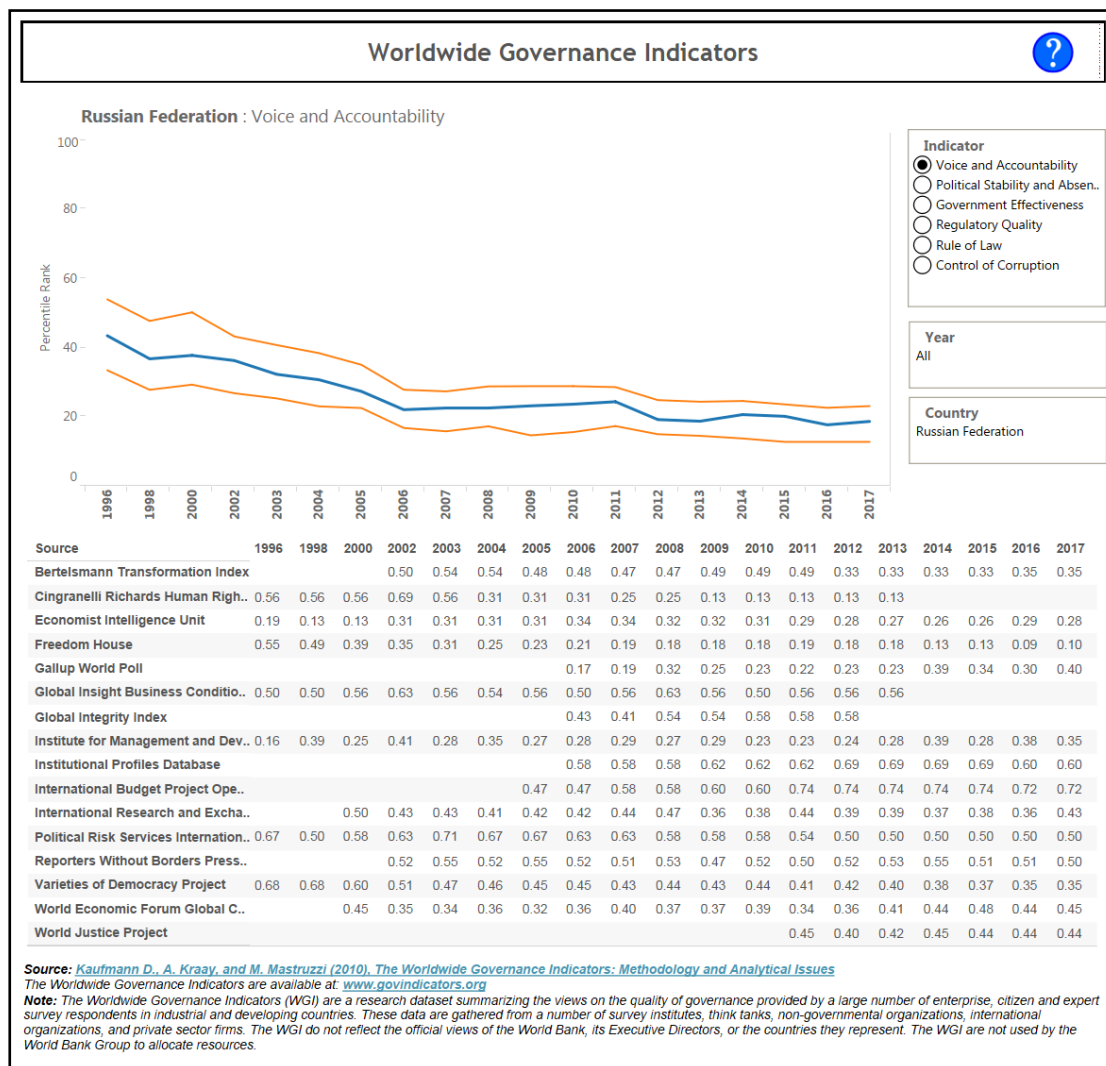 Worldwide Governance Indicators
?
Russian Federation : Voice and Accountability
100
80
60
40
20
0
Percentile Rank
1996 1998 2000 2002 2003 2004 2005 2006 2007 2008 2009 2010 2011 2012 2013 2014 2015 2016 2017
Indicator
Voice and Accountability
Political Stability and Absen..
Government Effectiveness
Regulatory Quality
Rule of Law
Control of Corruption
Year
All
Country
Russian Federation
Source 1996 1998 2000 2002 2003 2004 2005 2006 2007 2008 2009 2010 2011 2012 2013 2014 2015 2016 2017
Bertelsmann Transformation Index 0.50 0.54 0.54 0.48 0.48 0.47 0.47 0.49 0.49 0.49 0.33 0.33 0.33 0.33 0.35 0.35
Cingranelli Richards Human Righ.. 0.56 0.56 0.56 0.69 0.56 0.31 0.31 0.31 0.25 0.25 0.13 0.13 0.13 0.13 0.13
Economist Intelligence Unit 0.19 0.13 0.13 0.31 0.31 0.31 0.31 0.34 0.34 0.32 0.32 0.31 0.29 0.28 0.27 0.26 0.26 0.29 0.28
Freedom House 0.55 0.49 0.39 0.35 0.31 0.25 0.23 0.21 0.19 0.18 0.18 0.18 0.19 0.18 0.18 0.13 0.13 0.09 0.10
Gallup World Poll 0.17 0.19 0.32 0.25 0.23 0.22 0.23 0.23 0.39 0.34 0.30 0.40
Global Insight Business Conditio.. 0.50 0.50 0.56 0.63 0.56 0.54 0.56 0.50 0.56 0.63 0.56 0.50 0.56 0.56 0.56
Global Integrity Index 0.43 0.41 0.54 0.54 0.58 0.58 0.58
Institute for Management and Dev.. 0.16 0.39 0.25 0.41 0.28 0.35 0.27 0.28 0.29 0.27 0.29 0.23 0.23 0.24 0.28 0.39 0.28 0.38 0.35
Institutional Profiles Database 0.58 0.58 0.58 0.62 0.62 0.62 0.69 0.69 0.69 0.69 0.60 0.60
International Budget Project Ope.. 0.47 0.47 0.58 0.58 0.60 0.60 0.74 0.74 0.74 0.74 0.74 0.72 0.72
International Research and Excha.. 0.50 0.43 0.43 0.41 0.42 0.42 0.44 0.47 0.36 0.38 0.44 0.39 0.39 0.37 0.38 0.36 0.43
Political Risk Services Internation.. 0.67 0.50 0.58 0.63 0.71 0.67 0.67 0.63 0.63 0.58 0.58 0.58 0.54 0.50 0.50 0.50 0.50 0.50 0.50
Reporters Without Borders Press.. 0.52 0.55 0.52 0.55 0.52 0.51 0.53 0.47 0.52 0.50 0.52 0.53 0.55 0.51 0.51 0.50
Varieties of Democracy Project 0.68 0.68 0.60 0.51 0.47 0.46 0.45 0.45 0.43 0.44 0.43 0.44 0.41 0.42 0.40 0.38 0.37 0.35 0.35
World Economic Forum Global C.. 0.45 0.35 0.34 0.36 0.32 0.36 0.40 0.37 0.37 0.39 0.34 0.36 0.41 0.44 0.48 0.44 0.45
World Justice Project 0.45 0.40 0.42 0.45 0.44 0.44 0.44
Source: Kaufmann D., A. Kraay, and M. Mastruzzi (2010), The Worldwide Governance Indicators: Methodology and Analytical Issues
The Worldwide Governance Indicators are available at: www.govindicators.org
Note: The Worldwide Governance Indicators (WGI) are a research dataset summarizing the views on the quality of governance provided by a large number of enterprise, citizen and expert
survey respondents in industrial and developing countries. These data are gathered from a number of survey institutes, think tanks, non-governmental organizations, international
organizations, and private sector firms. The WGI do not reflect the official views of the World Bank, its Executive Directors, or the countries they represent. The WGI are not used by the
World Bank Group to allocate resources.